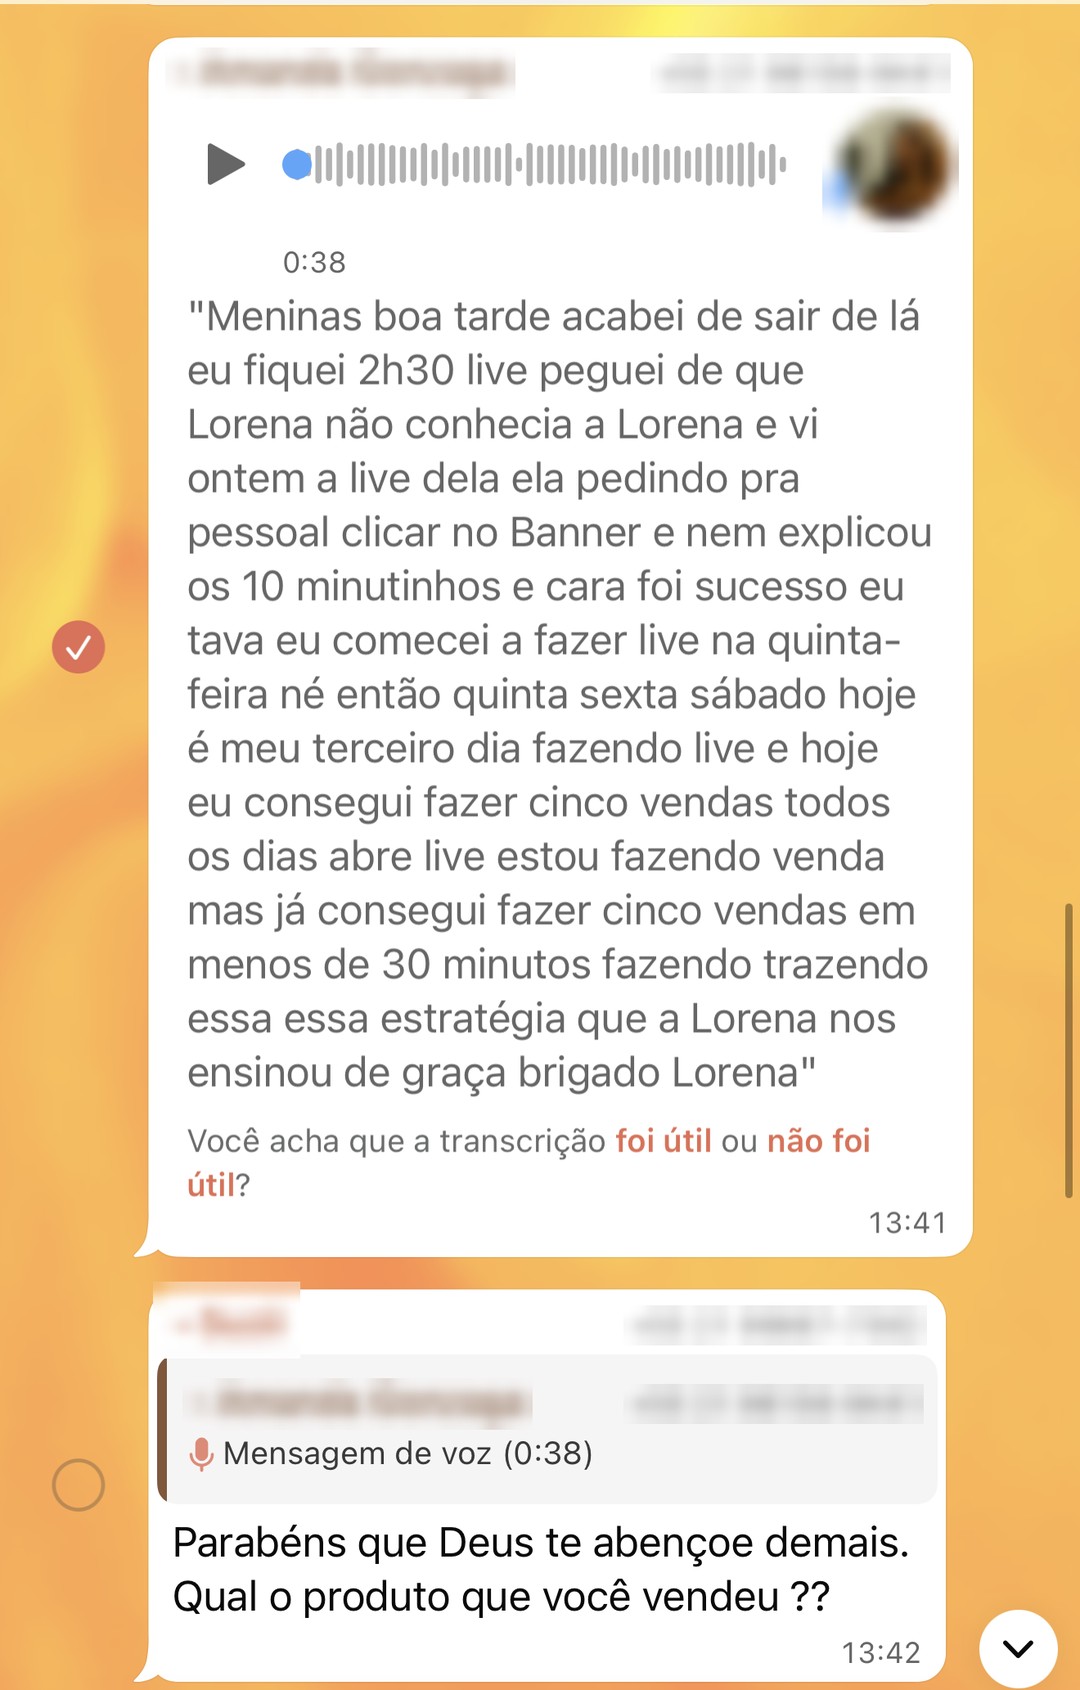 0:38
"Meninas boa tarde acabei de sair de lá
eu fiquei 2h30 live peguei de que
Lorena não conhecia a Lorena e vi
ontem a live dela ela pedindo pra
pessoal clicar no Banner e nem explicou
os 10 minutinhos e cara foi sucesso eu
tava eu comecei a fazer live na quinta-
feira né então quinta sexta sábado hoje
é meu terceiro dia fazendo live e hoje
eu consegui fazer cinco vendas todos
os dias abre live estou fazendo venda
mas já consegui fazer cinco vendas em
menos de 30 minutos fazendo trazendo
essa essa estratégia que a Lorena nos
ensinou de graça brigado Lorena"
Você acha que a transcrição foi útil ou não foi
útil?
13:41
Mensagem de voz (0:38)
Parabéns que Deus te abençoe demais.
Qual o produto que você vendeu ??
13:42